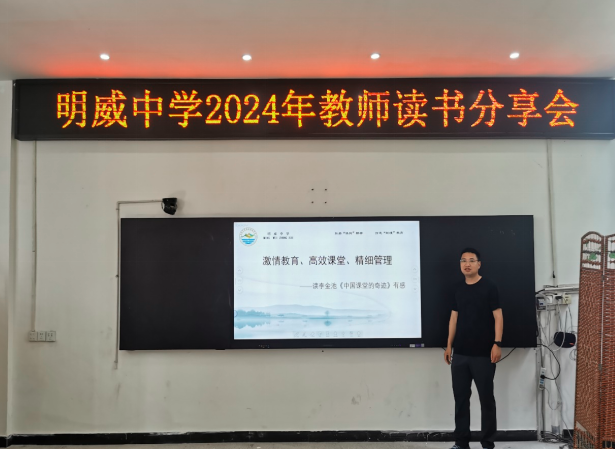 明威中学2024年教师读书分享会
激情教育、高效课堂、精细管理
——读李金池《中国课堂的奇迹》有感